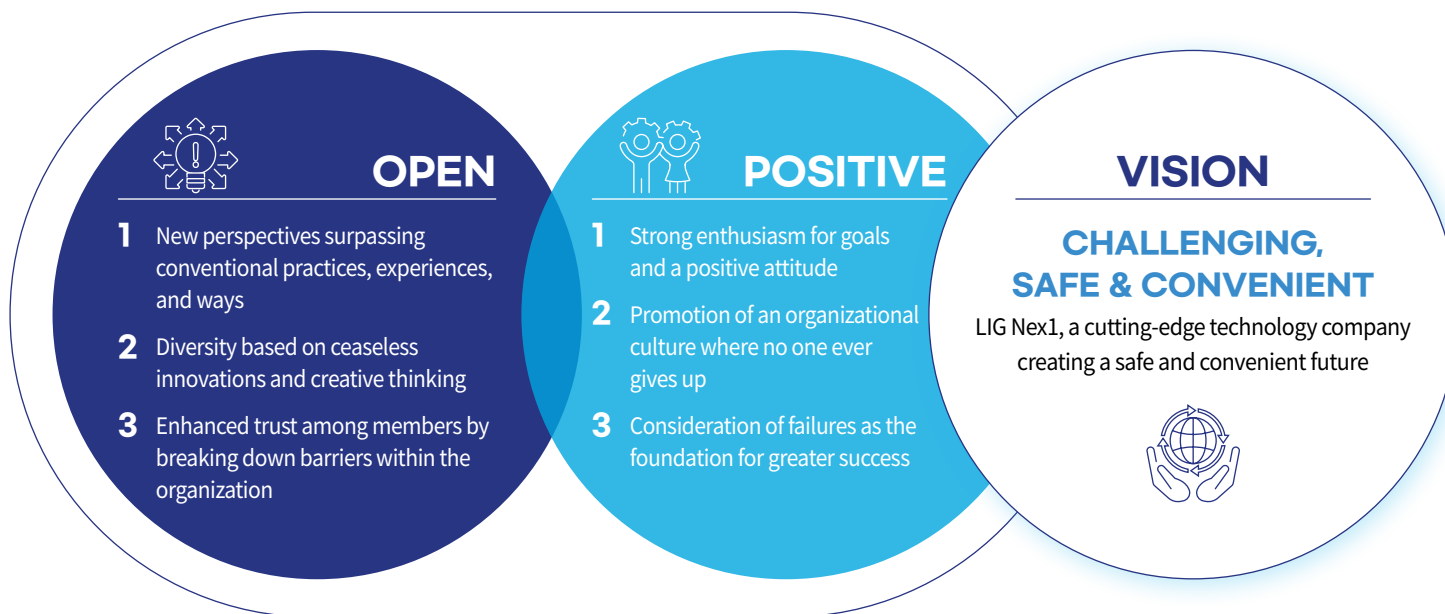 OPEN
1 New perspectives surpassing
conventional practices, experiences,
and ways
2 Diversity based on ceaseless
innovations and creative thinking
3 Enhanced trust among members by
breaking down barriers within the
organization
POSITIVE
1 Strong enthusiasm for goals
and a positive attitude
2 Promotion of an organizational
culture where no one ever
gives up
3 Consideration of failures as the
foundation for greater success
VISION
CHALLENGING,
SAFE & CONVENIENT
LIG Nex1, a cutting-edge technology company
creating a safe and convenient future